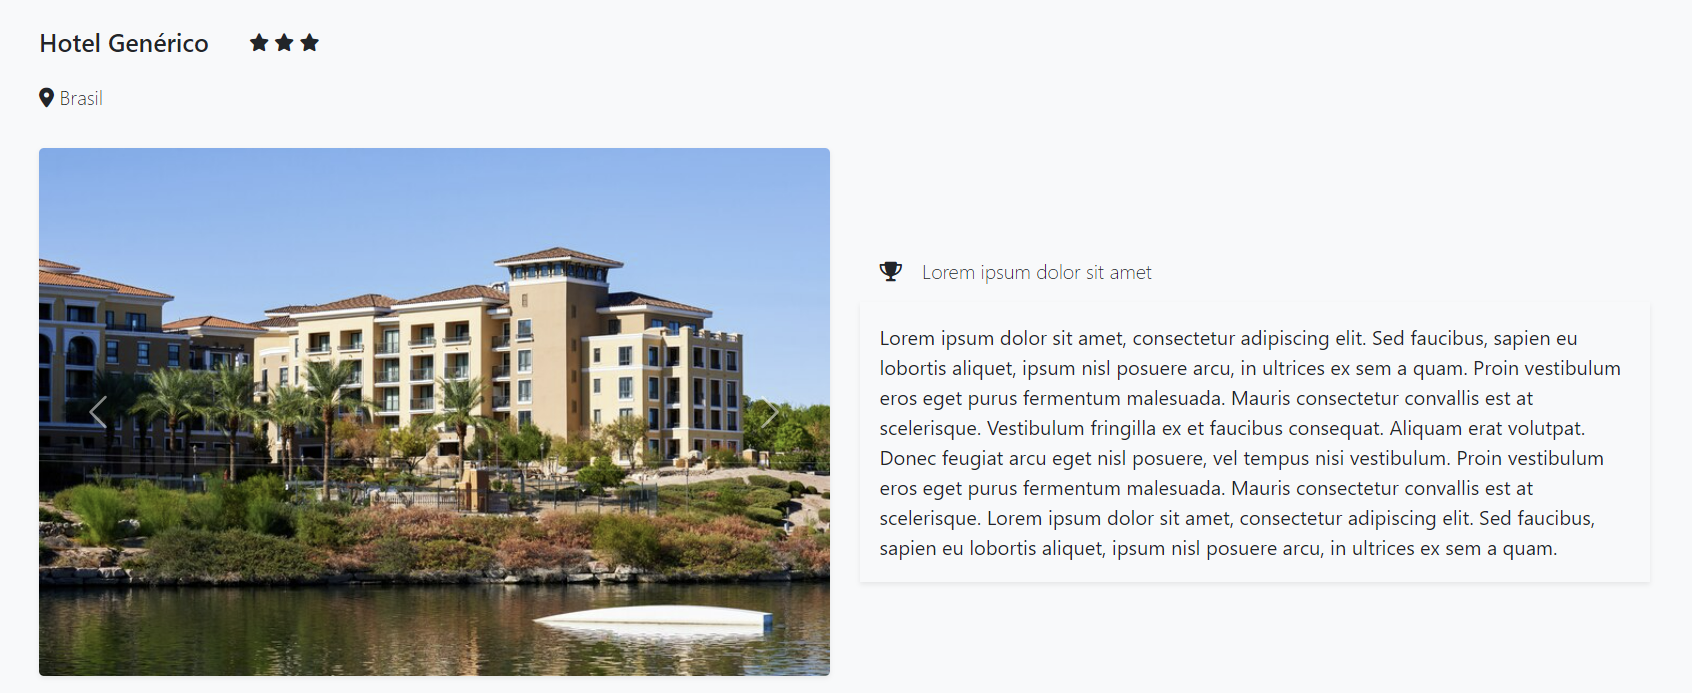 Hotel Genérico
Brasil
Lorem ipsum dolor sit amet
Lorem ipsum dolor sit amet, consectetur adipiscing elit. Sed faucibus, sapien eu
lobortis aliquet, ipsum nisl posuere arcu, in ultrices ex sem a quam. Proin vestibulum
eros eget purus fermentum malesuada. Mauris consectetur convallis est at
scelerisque. Vestibulum fringilla ex et faucibus consequat. Aliquam erat volutpat.
Donec feugiat arcu eget nisl posuere, vel tempus nisi vestibulum. Proin vestibulum
eros eget purus fermentum malesuada. Mauris consectetur convallis est at
scelerisque. Lorem ipsum dolor sit amet, consectetur adipiscing elit. Sed faucibus,
sapien eu lobortis aliquet, ipsum nisl posuere arcu, in ultrices ex sem a quam.